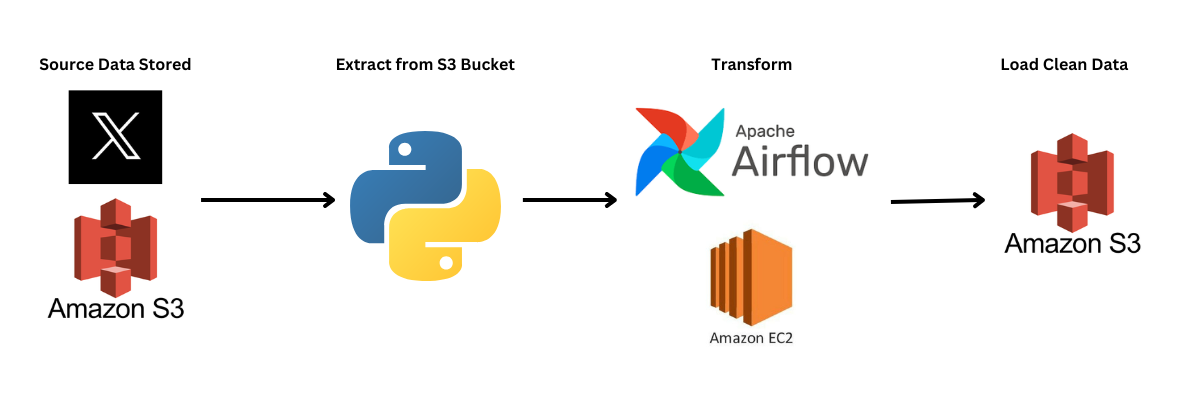 Source Data Stored
Extract from S3 Bucket
Transform
Load Clean Data
X
Amazon S3
Apache
Airflow
Amazon EC2
Amazon S3